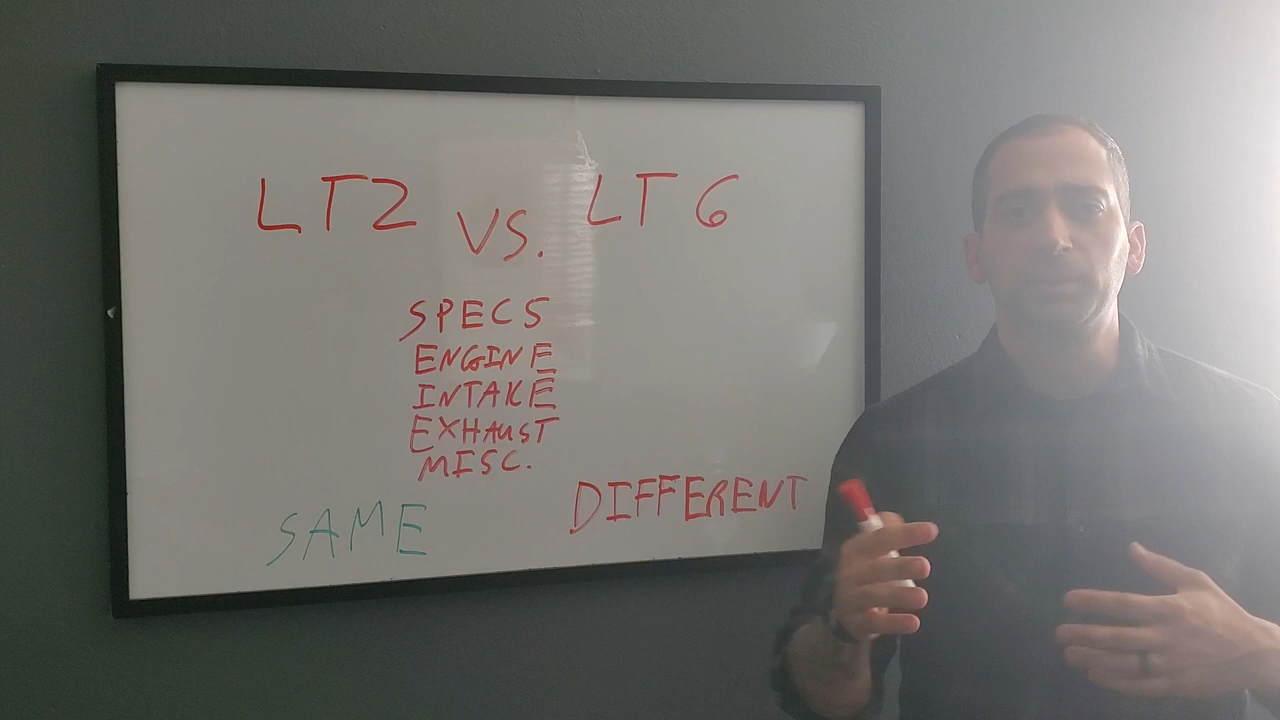 LT2 VS. LT6
SPECS
ENGINE
INTAKE
EXHAUST
MISC.
SAME
DIFFERENT